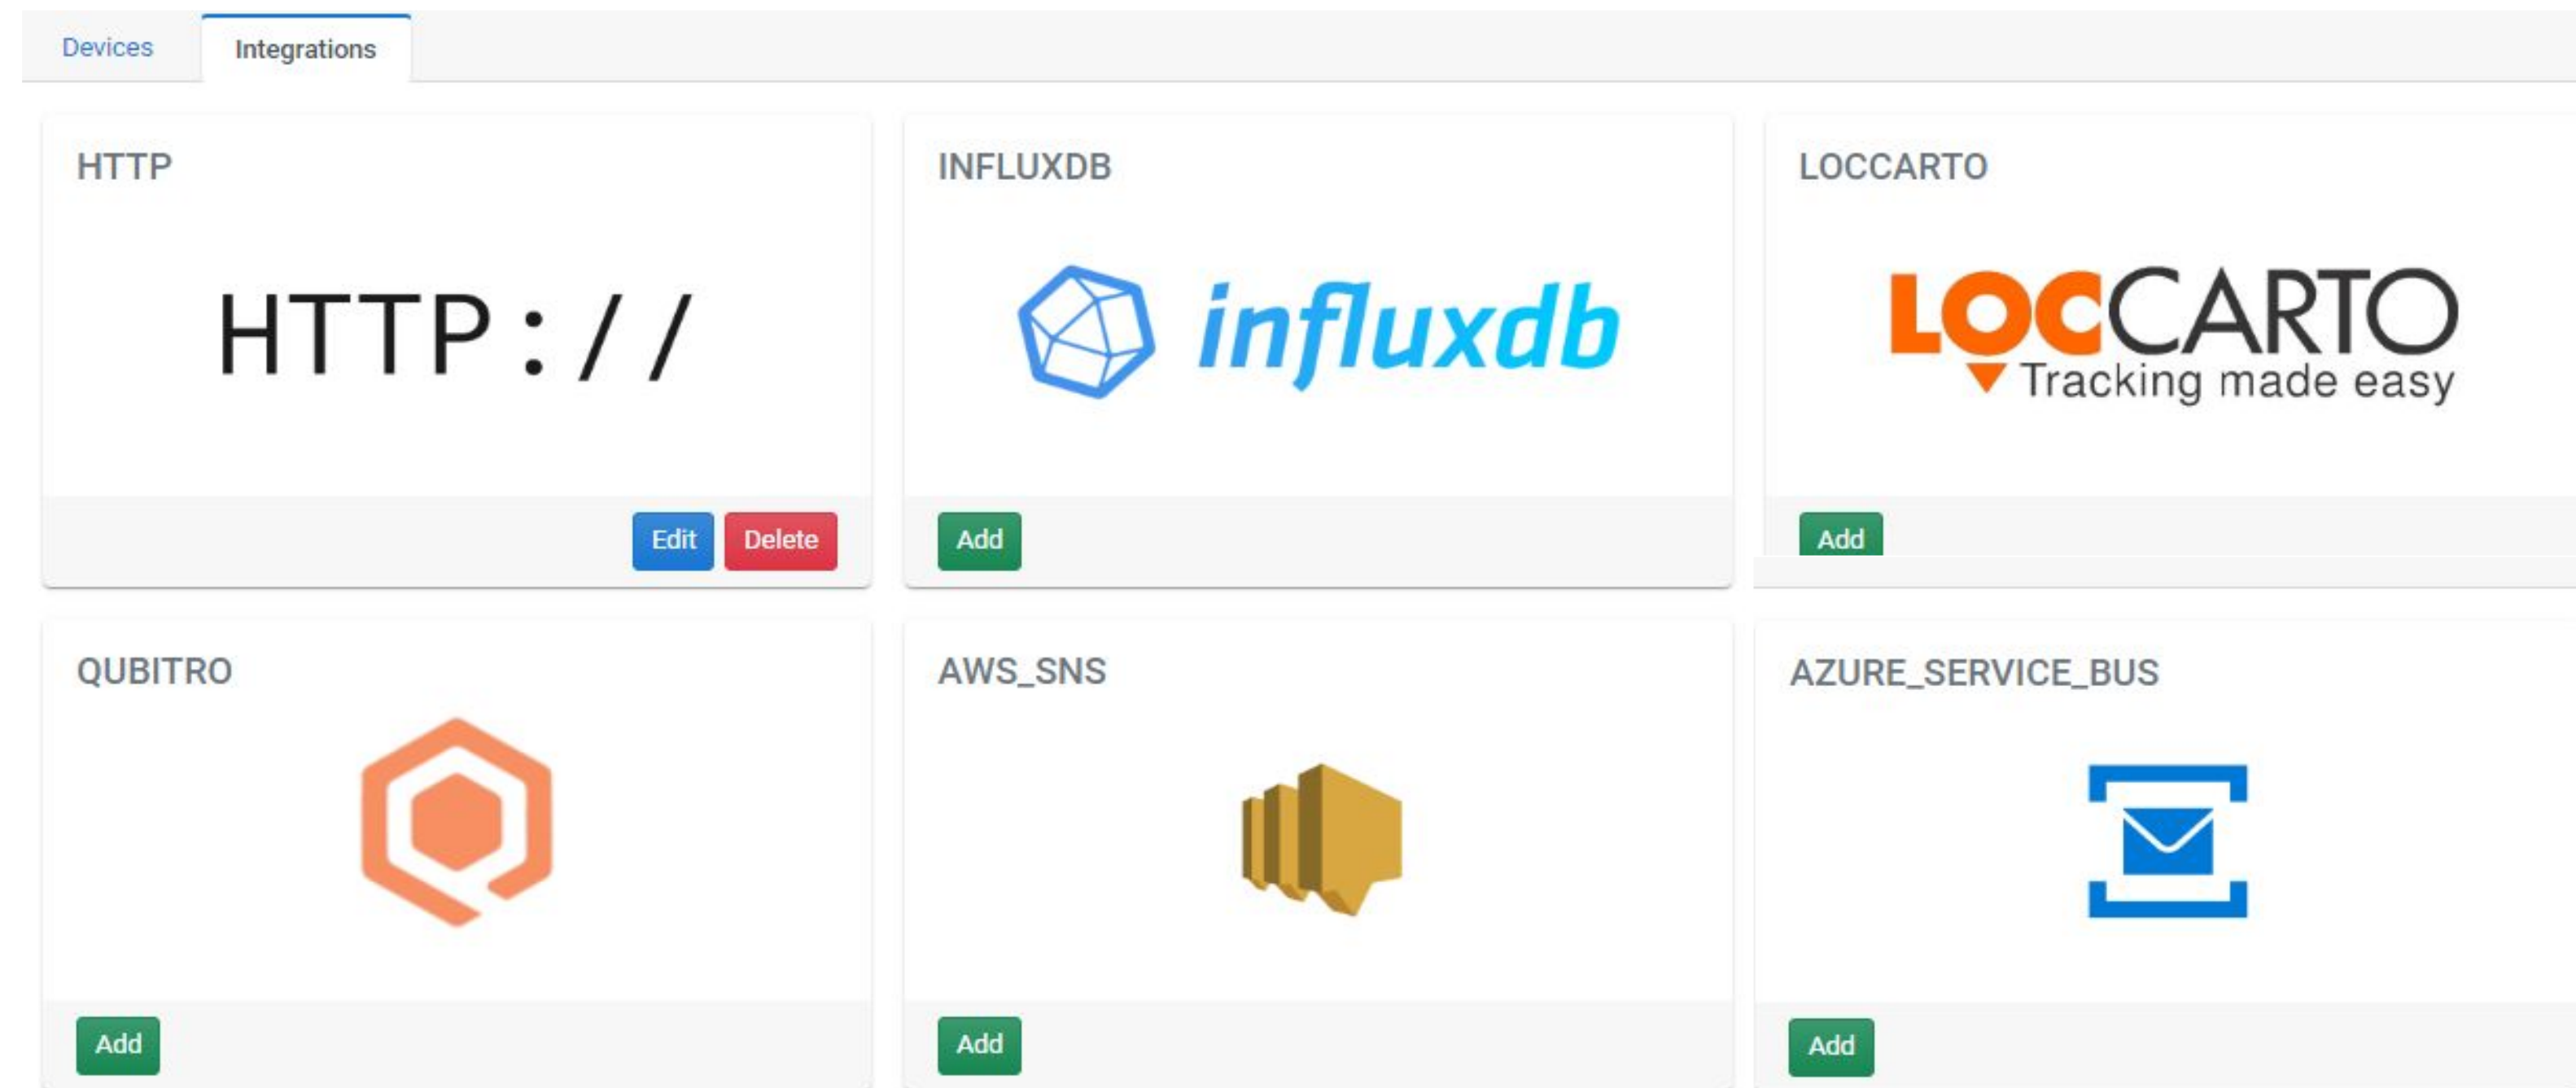 Devices
Integrations
HTTP
INFLUXDB
LOCCARTO
HTTP://
influxdb
LOCCARTO
Tracking made easy
Edit
Delete
Add
Add
QUBITRO
AWS_SNS
AZURE_SERVICE_BUS
Add
Add
Add